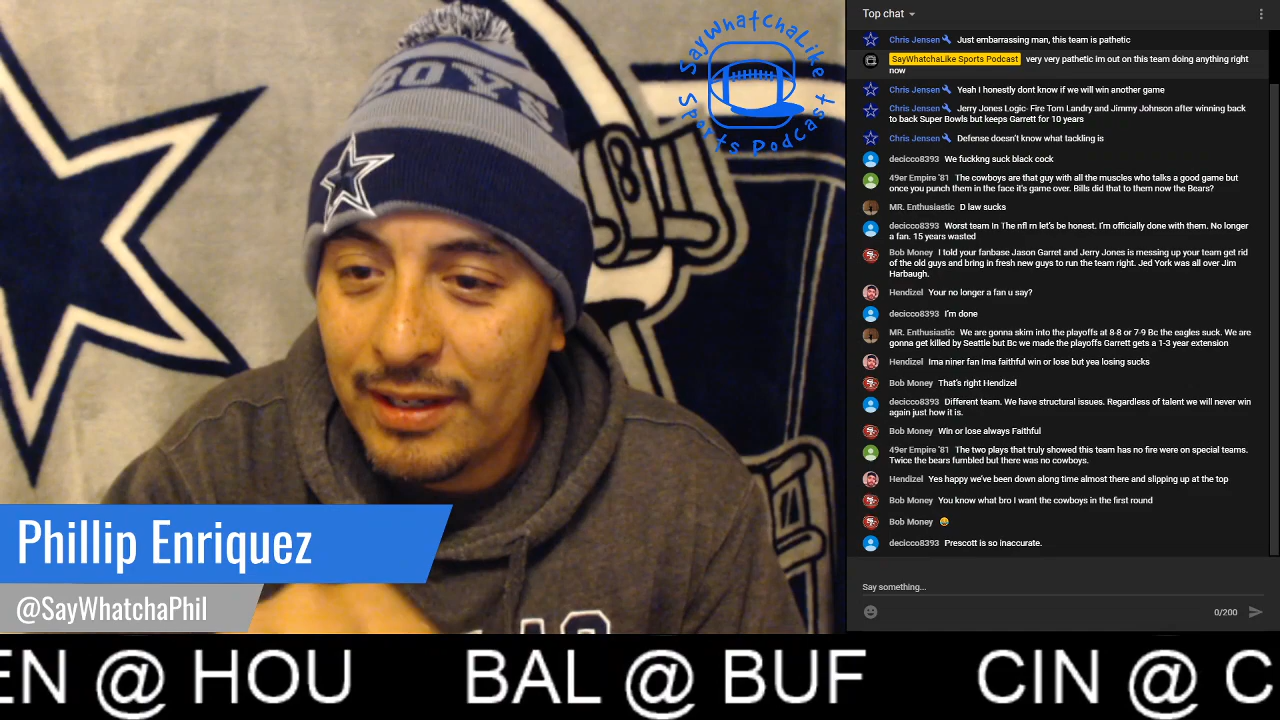 BOYS
SayWhatchaLike
Sports Podcast
Phillip Enriquez
@SayWhatchaPhil
EN @ HOU BAL @ BUF CIN @ C
Top chat
Chris Jensen Just embarrassing man, this team is pathetic
SayWhatchaLike Sports Podcast very very pathetic im out on this team doing anything right
now
Chris Jensen Yeah I honestly dont know if we will win another game
Chris Jensen Jerry Jones Logic- Fire Tom Landry and Jimmy Johnson after winning back
to back Super Bowls but keeps Garrett for 10 years
Chris Jensen Defense doesn't know what tackling is
decicco8393 We fuckkng suck black cock
49er Empire '81 The cowboys are that guy with all the muscles who talks a good game but
once you punch them in the face it's game over. Bills did that to them now the Bears?
MR. Enthusiastic D law sucks
decicco8393 Worst team In The nfl rn let's be honest. I'm officially done with them. No longer
a fan. 15 years wasted
Bob Money I told your fanbase Jason Garret and Jerry Jones is messing up your team get rid
of the old guys and bring in fresh new guys to run the team right. Jed York was all over Jim
Harbaugh.
Hendizel Your no longer a fan u say?
decicco8393 I'm done
MR. Enthusiastic We are gonna skim into the playoffs at 8-8 or 7-9 Bc the eagles suck. We are
gonna get killed by Seattle but Bc we made the playoffs Garrett gets a 1-3 year extension
Hendizel Ima niner fan Ima faithful win or lose but yea losing sucks
Bob Money That's right Hendizel
decicco8393 Different team. We have structural issues. Regardless of talent we will never win
again just how it is.
Bob Money Win or lose always Faithful
49er Empire '81 The two plays that truly showed this team has no fire were on special teams.
Twice the bears fumbled but there was no cowboys.
Hendizel Yes happy we've been down along time almost there and slipping up at the top
Bob Money You know what bro I want the cowboys in the first round
Bob Money 😀
decicco8393 Prescott is so inaccurate.
Say something...
0/200